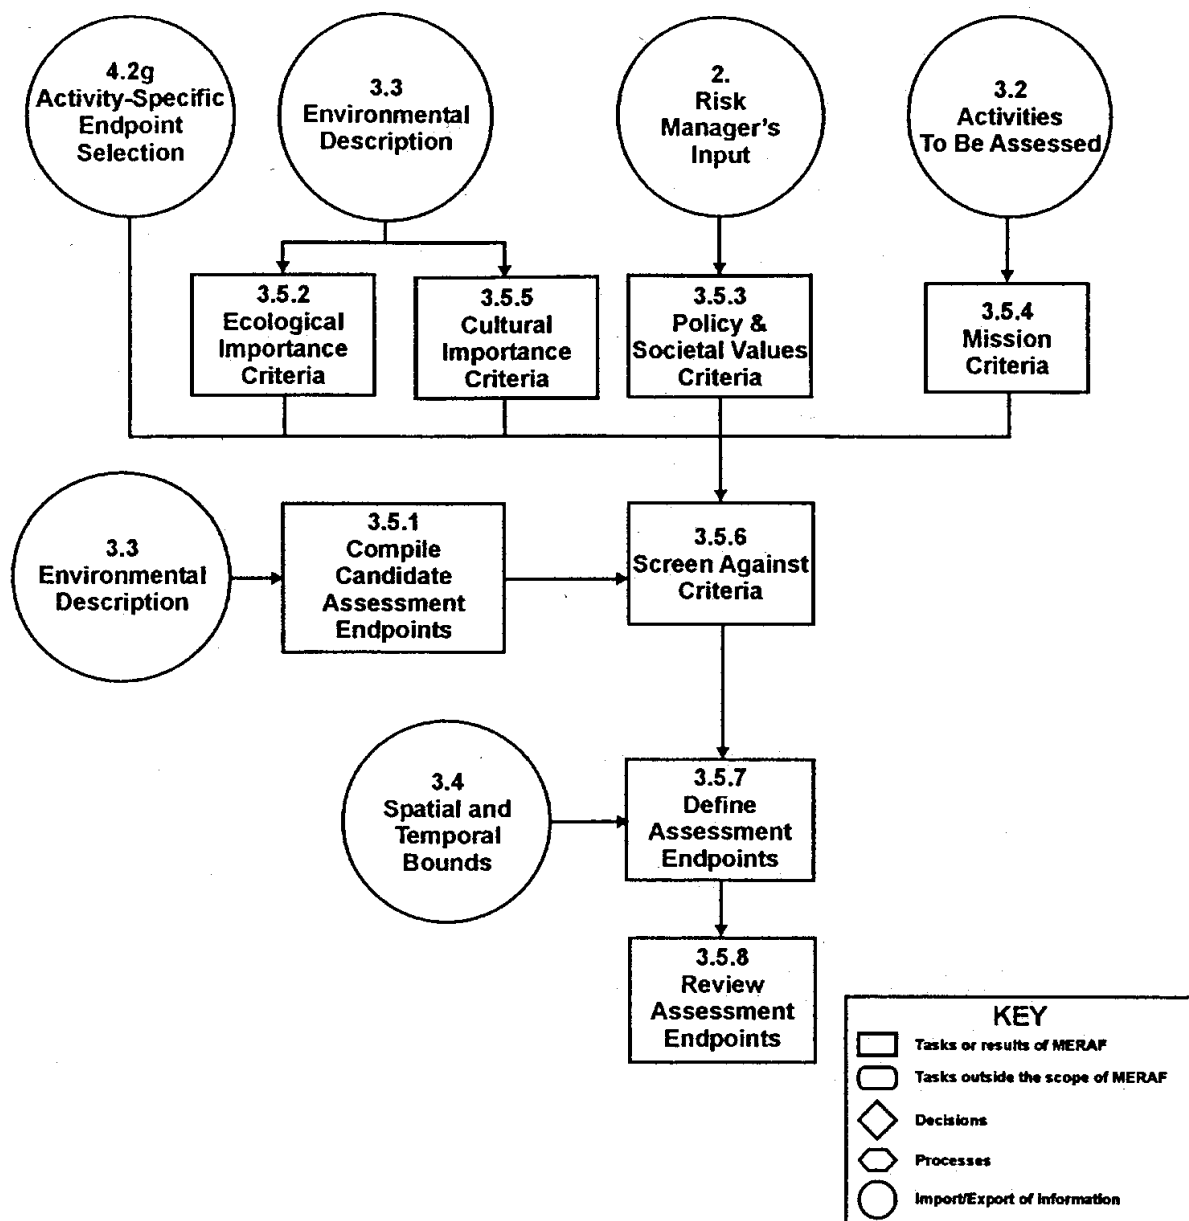 4.2g
Activity-Specific
Endpoint
Selection
3.3
Environmental
Description
2.
Risk
Manager's
Input
3.2
Activities
To Be Assessed
3.5.2
Ecological
Importance
Criteria
3.5.5
Cultural
Importance
Criteria
3.5.3
Policy &
Societal Values
Criteria
3.5.4
Mission
Criteria
3.3
Environmental
Description
3.5.1
Compile
Candidate
Assessment
Endpoints
3.5.6
Screen Against
Criteria
3.4
Spatial and
Temporal
Bounds
3.5.7
Define
Assessment
Endpoints
3.5.8
Review
Assessment
Endpoints
KEY
Tasks or results of MERAF
Tasks outside the scope of MERAF
Decisions
Processes
Import/Export of Information